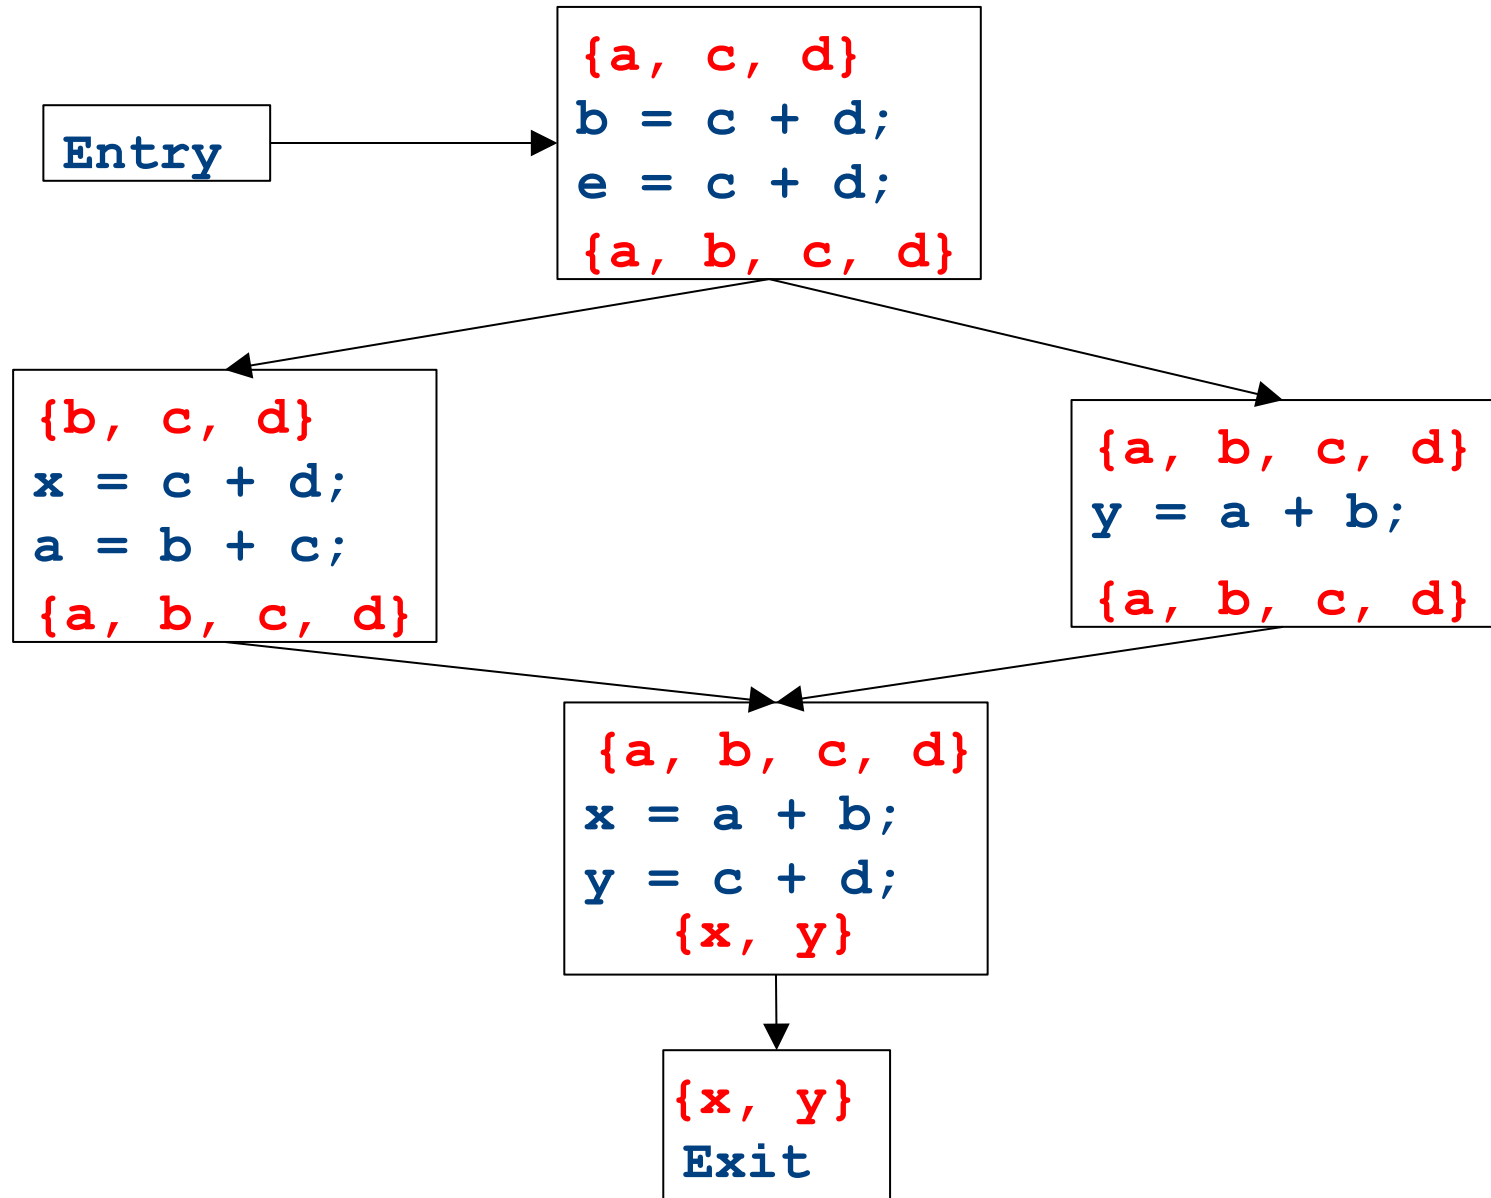 {a, c, d}
Entry
b = c + d;
e = c + d;
{a, b, c, d}
{b, c, d}
x = c + d;
a = b + c;
{a, b, c, d}
{a, b, c, d}
y = a + b;
{a, b, c, d}
{a, b, c, d}
x = a + b;
y = c + d;
{x, y}
{x, y}
Exit